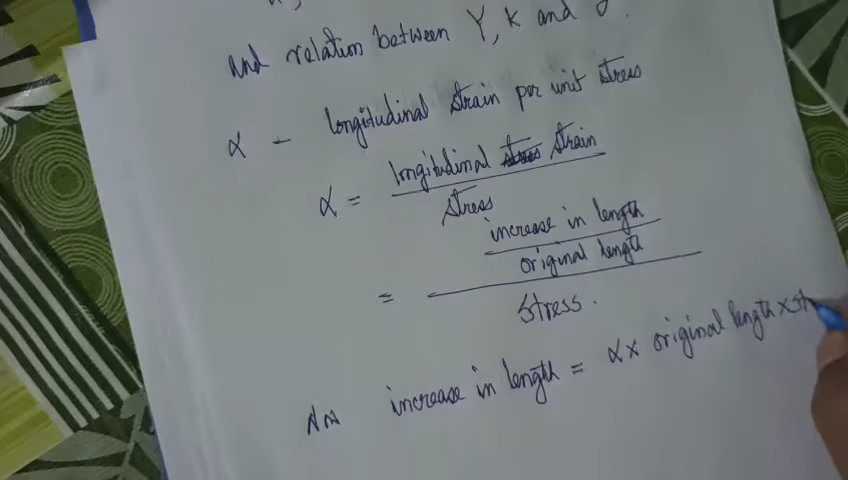 and relation between Y, K and
α - longitudinal strain per unit stress
α = longitudinal strain
stress
increase in length
original length
=
stress.
increase in length = α x original length x st